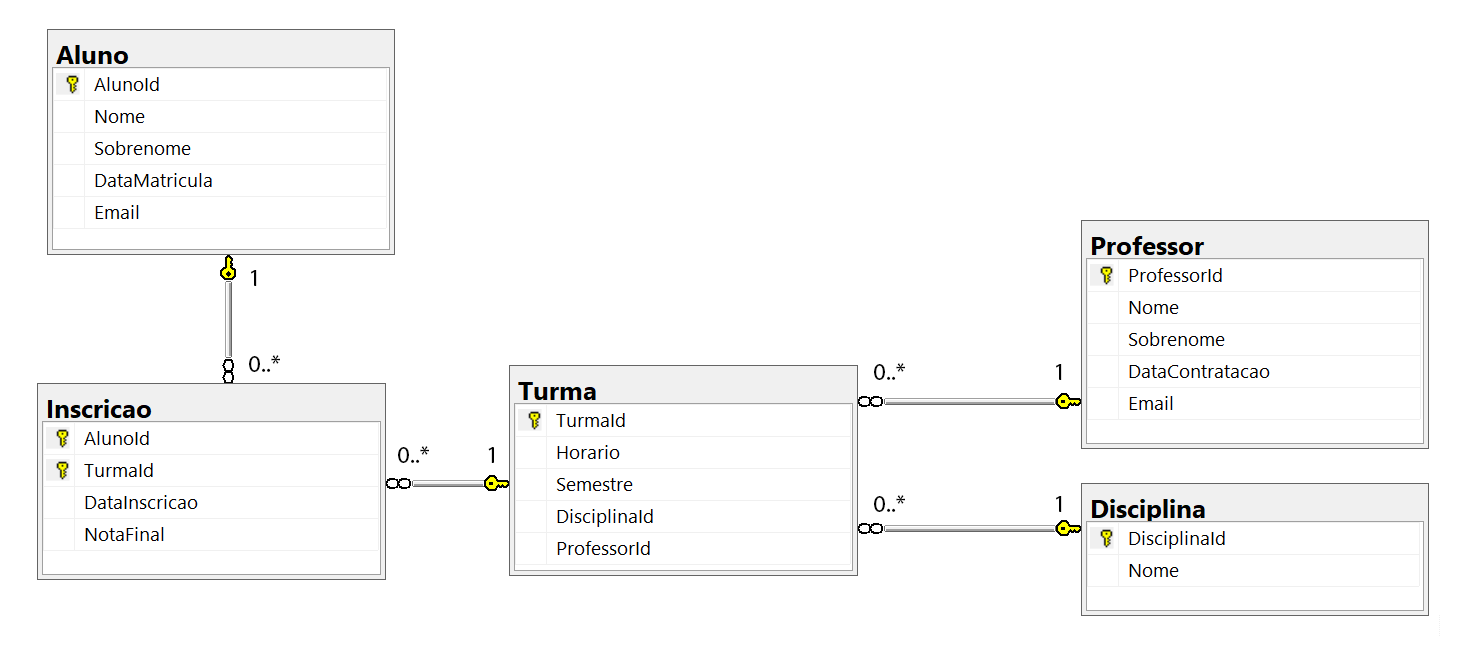 Aluno
AlunoId
Nome
Sobrenome
DataMatricula
Email
1
0..*
Inscricao
AlunoId
TurmaId
DataInscricao
NotaFinal
0..*
1
Turma
TurmaId
Horario
Semestre
DisciplinaId
ProfessorId
0..*
1
Professor
ProfessorId
Nome
Sobrenome
DataContratacao
Email
0..*
1
Disciplina
DisciplinaId
Nome